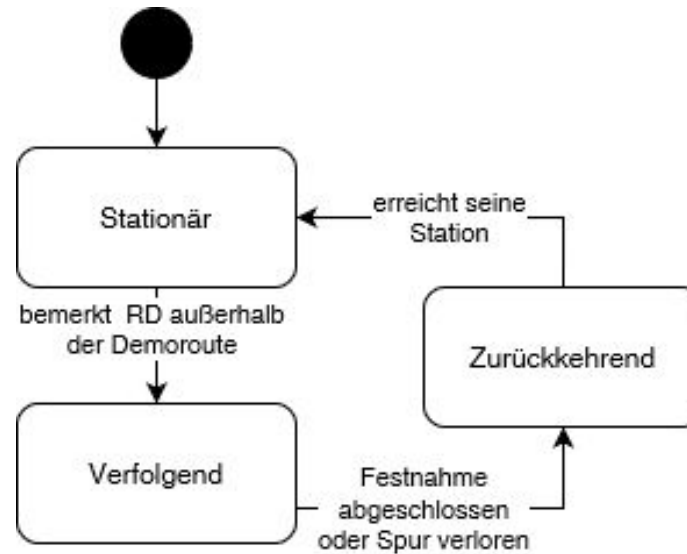 Stationär
erreicht seine
Station
bemerkt RD außerhalb
der Demoroute
Zurückkehrend
Verfolgend
Festnahme
abgeschlossen
oder Spur verloren